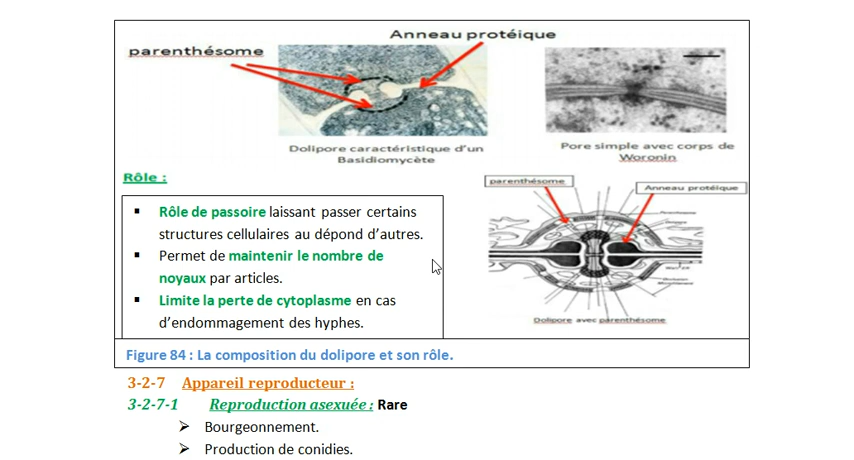 Anneau protéique
parenthésome
Dolipore caractéristique d'un
Basidiomycète
Pore simple avec corps de
Woronin
Rôle :
parenthésome
Anneau protéique
▪ Rôle de passoire laissant passer certains
structures cellulaires au dépond d'autres.
▪ Permet de maintenir le nombre de
noyaux par articles.
▪ Limite la perte de cytoplasme en cas
d'endommagement des hyphes.
Dolipore avec parenthésome
Figure 84 : La composition du dolipore et son rôle.
3-2-7 Appareil reproducteur :
3-2-7-1 Reproduction asexuée : Rare
➢ Bourgeonnement.
➢ Production de conidies.